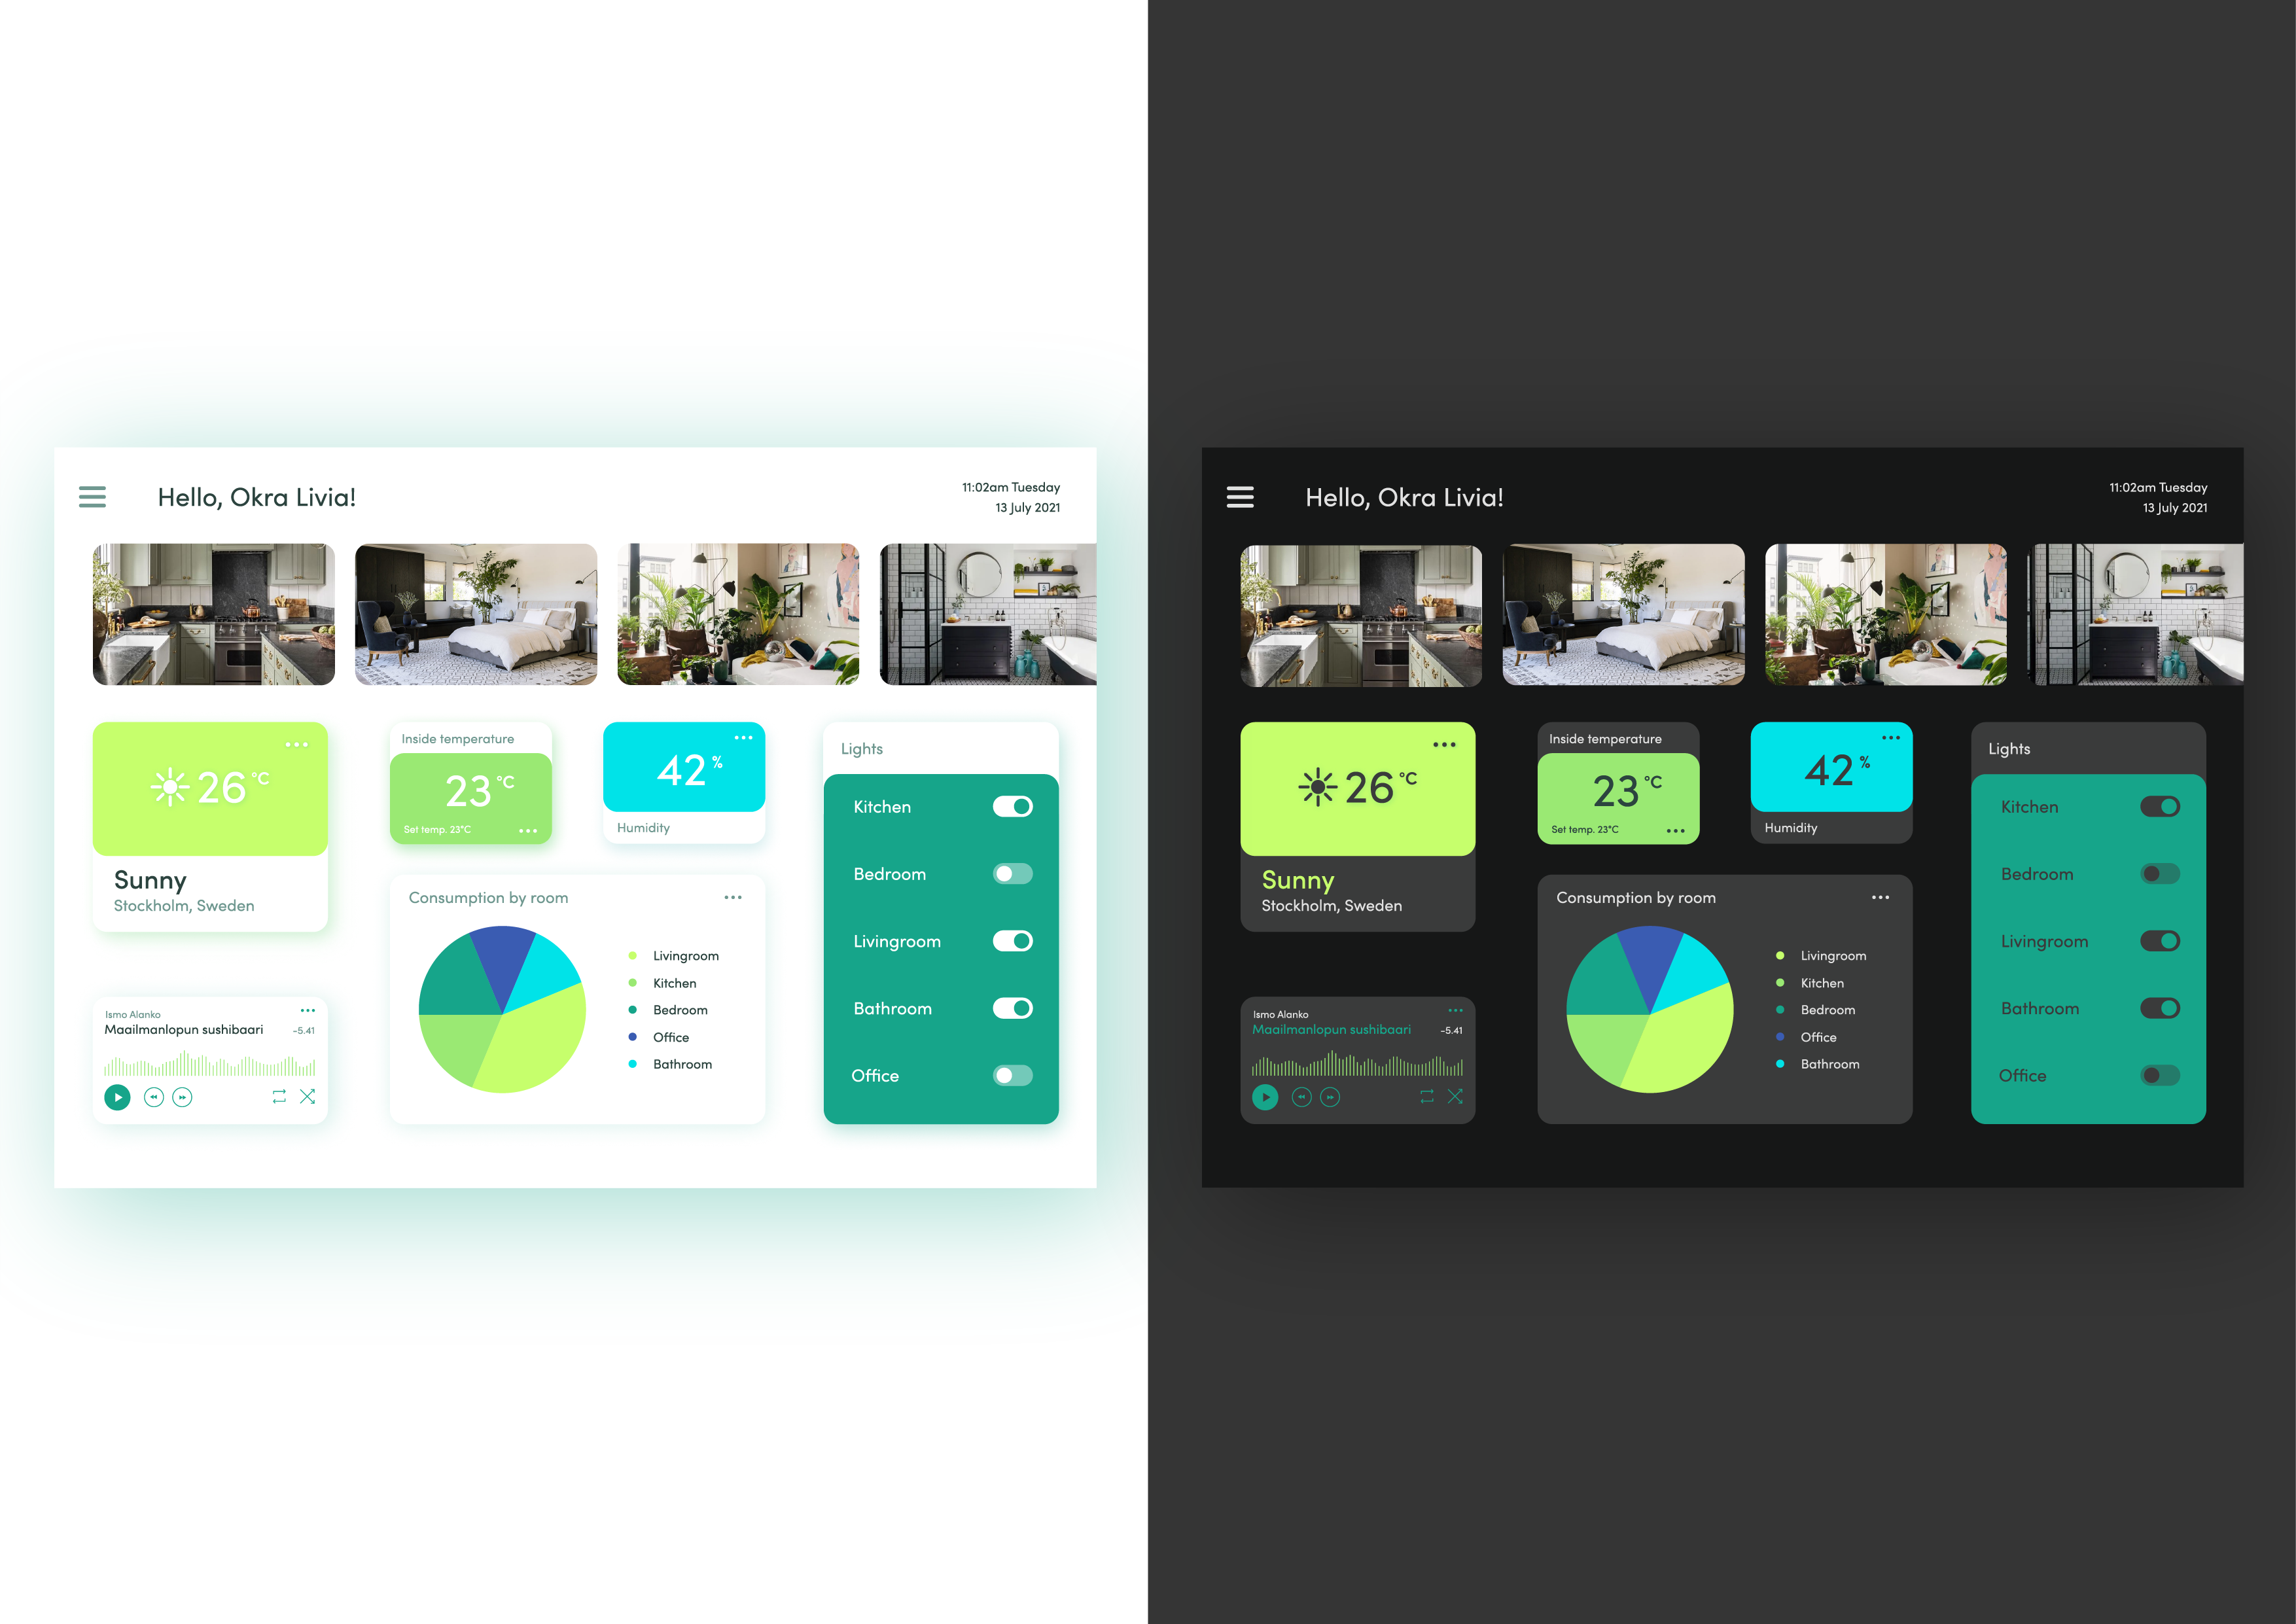 Hello, Okra Livia!
11:02am Tuesday
13 July 2021
26 °C
Sunny
Stockholm, Sweden
Inside temperature
23 °C
Set temp. 23°C
42 %
Humidity
Lights
Kitchen
Bedroom
Livingroom
Bathroom
Office
Consumption by room
Livingroom
Kitchen
Bedroom
Office
Bathroom
Ismo Alanko
Maailmanlopun sushibaari
-5.41
Hello, Okra Livia!
11:02am Tuesday
13 July 2021
26 °C
Sunny
Stockholm, Sweden
Inside temperature
23 °C
Set temp. 23°C
42 %
Humidity
Lights
Kitchen
Bedroom
Livingroom
Bathroom
Office
Consumption by room
Livingroom
Kitchen
Bedroom
Office
Bathroom
Ismo Alanko
Maailmanlopun sushibaari
-5.41